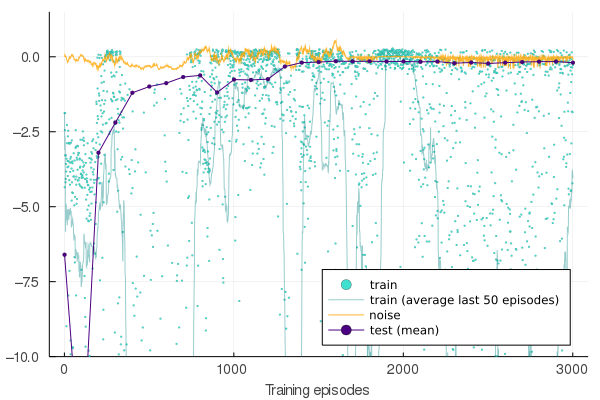 0.0
−2.5
−5.0
−7.5
−10.0
train
train (average last 50 episodes)
noise
test (mean)
0 1000 2000 3000
Training episodes